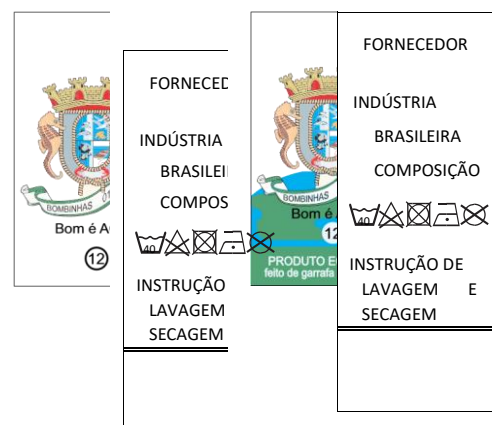 BOMBINHAS
Bom é A
12
FORNECED
INDÚSTRIA
BRASILEI
COMPOS
40
INSTRUÇÃO
LAVAGEM
SECAGEM
BOMBINHAS
Bom é
12
PRODUTO E
feito de garrafa
FORNECEDOR
INDÚSTRIA
BRASILEIRA
COMPOSIÇÃO
40
INSTRUÇÃO DE
LAVAGEM E
SECAGEM